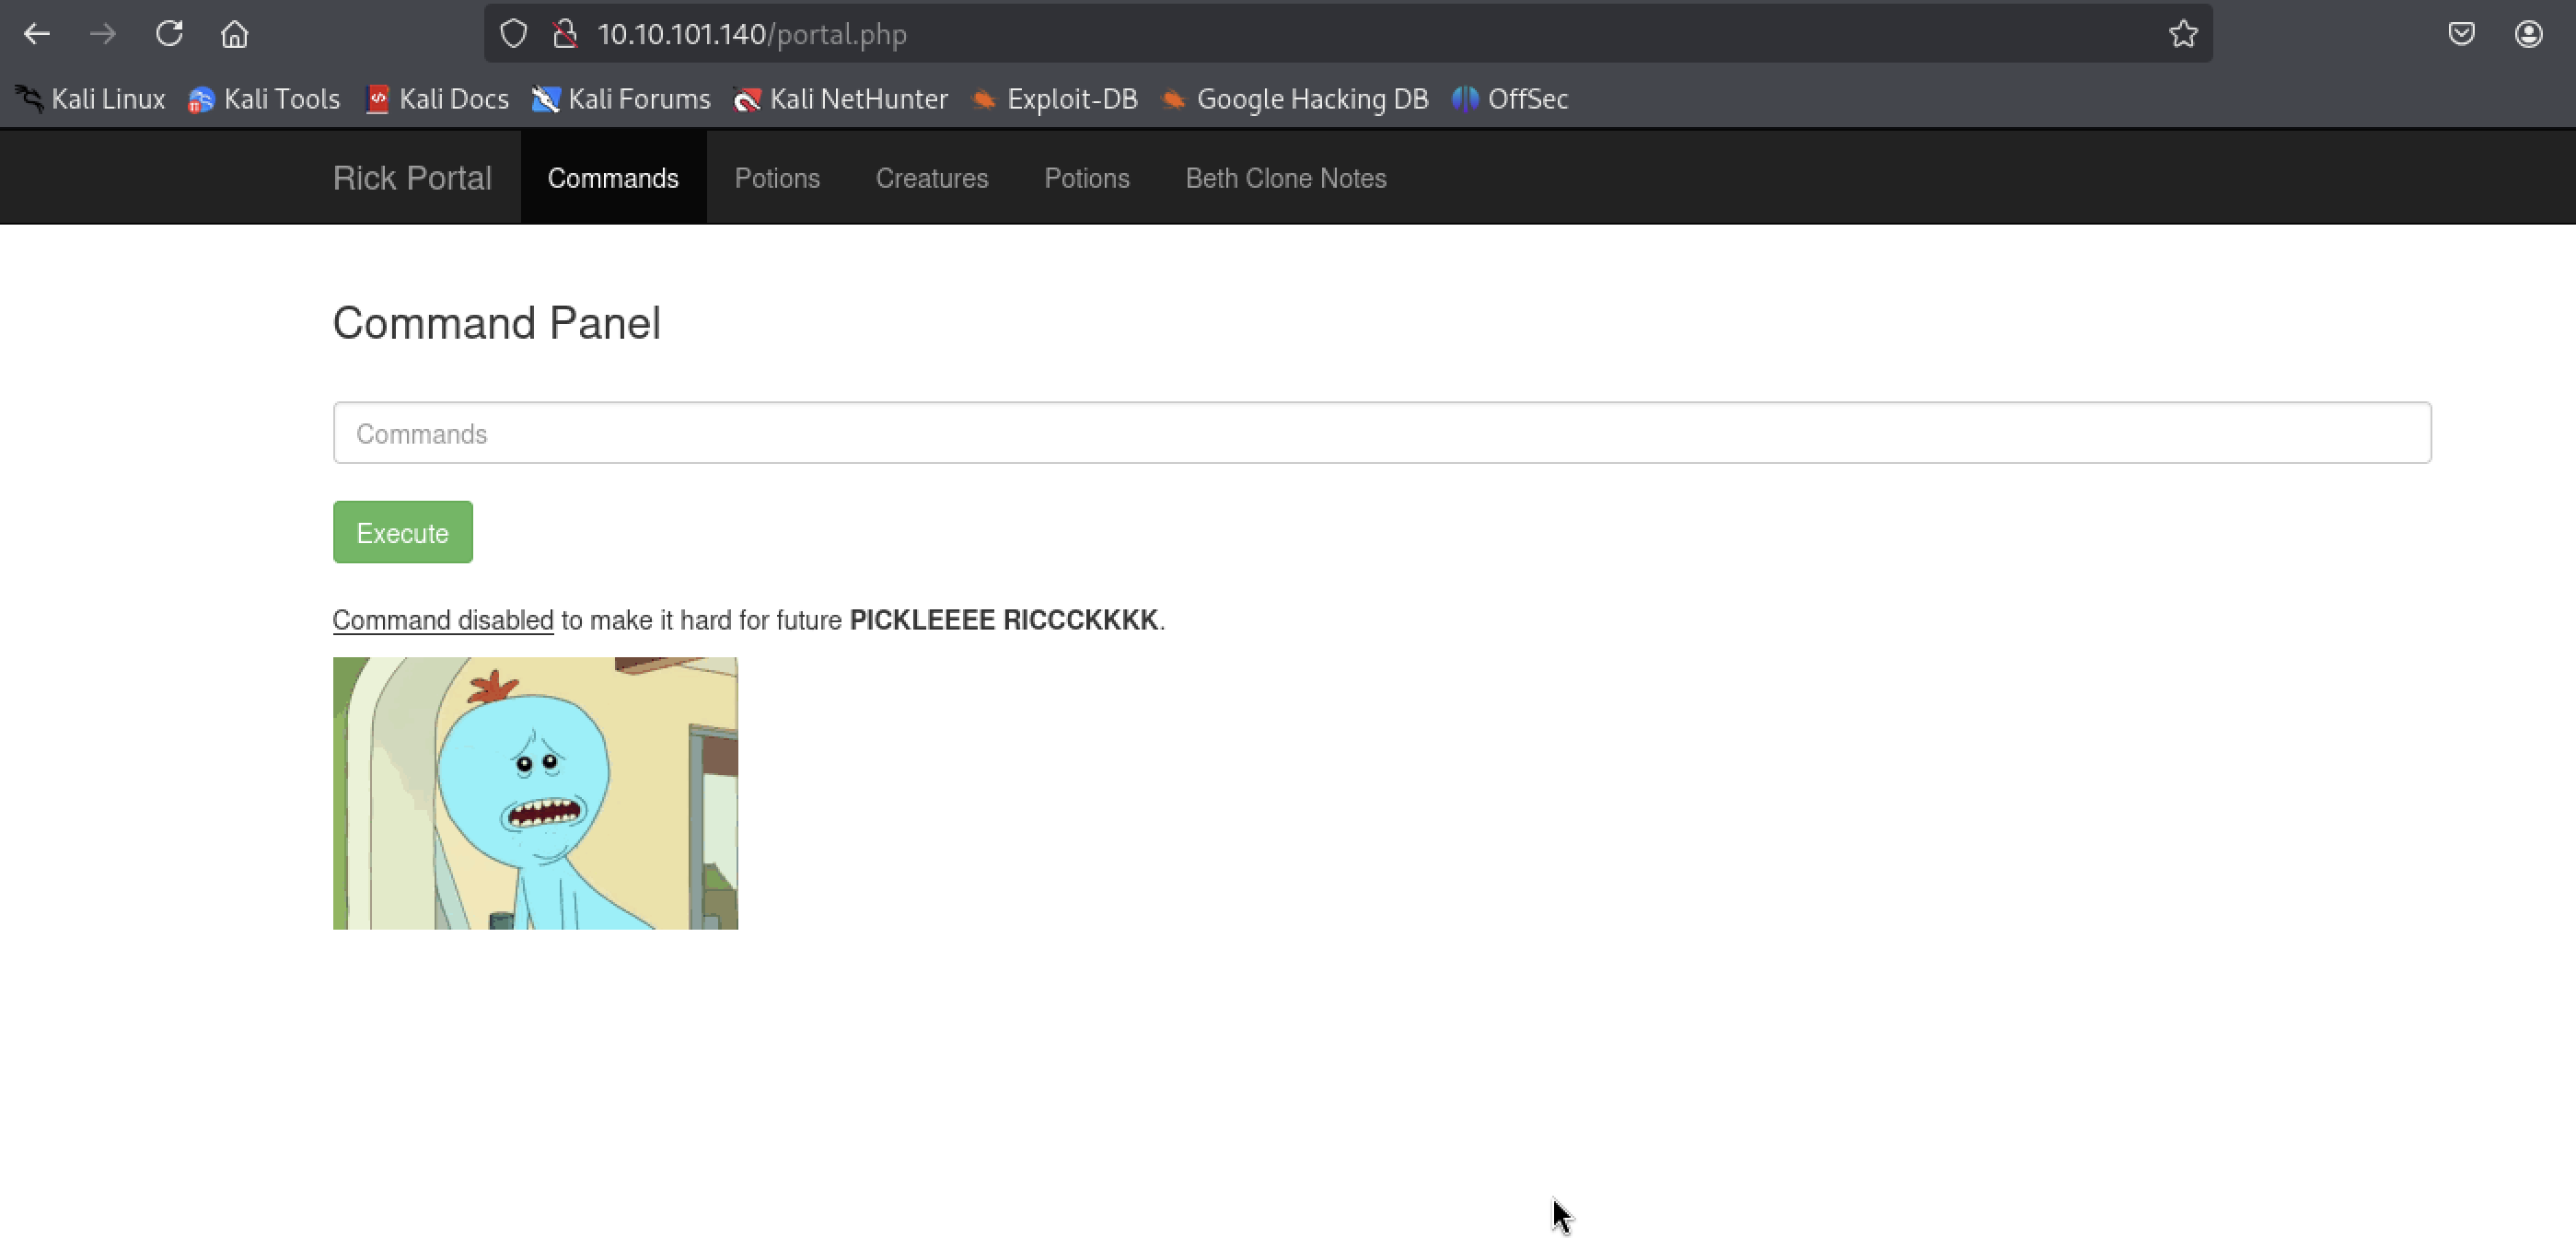 10.10.101.140/portal.php
Kali Linux Kali Tools Kali Docs Kali Forums Kali NetHunter Exploit-DB Google Hacking DB OffSec
Rick Portal Commands Potions Creatures Potions Beth Clone Notes
Command Panel
Commands
Execute
Command disabled to make it hard for future PICKLEEEE RICCCKKKK.